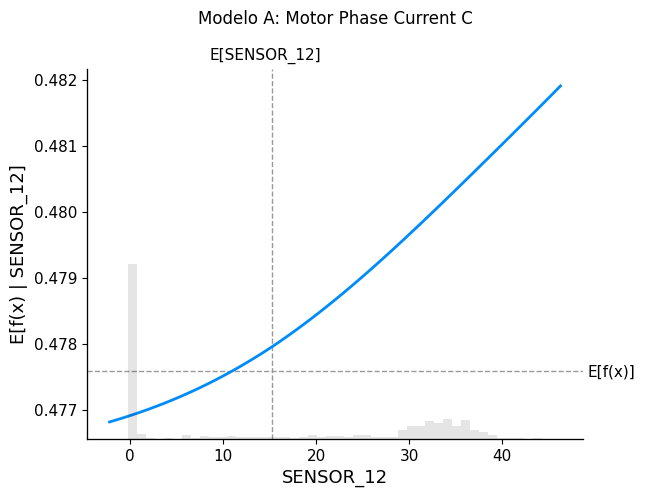 Modelo A: Motor Phase Current C
E[SENSOR_12]
0.482
0.481
0.480
0.479
0.478
0.477
E[f(x) | SENSOR_12]
E[f(x)]
0
10
20
30
40
SENSOR_12